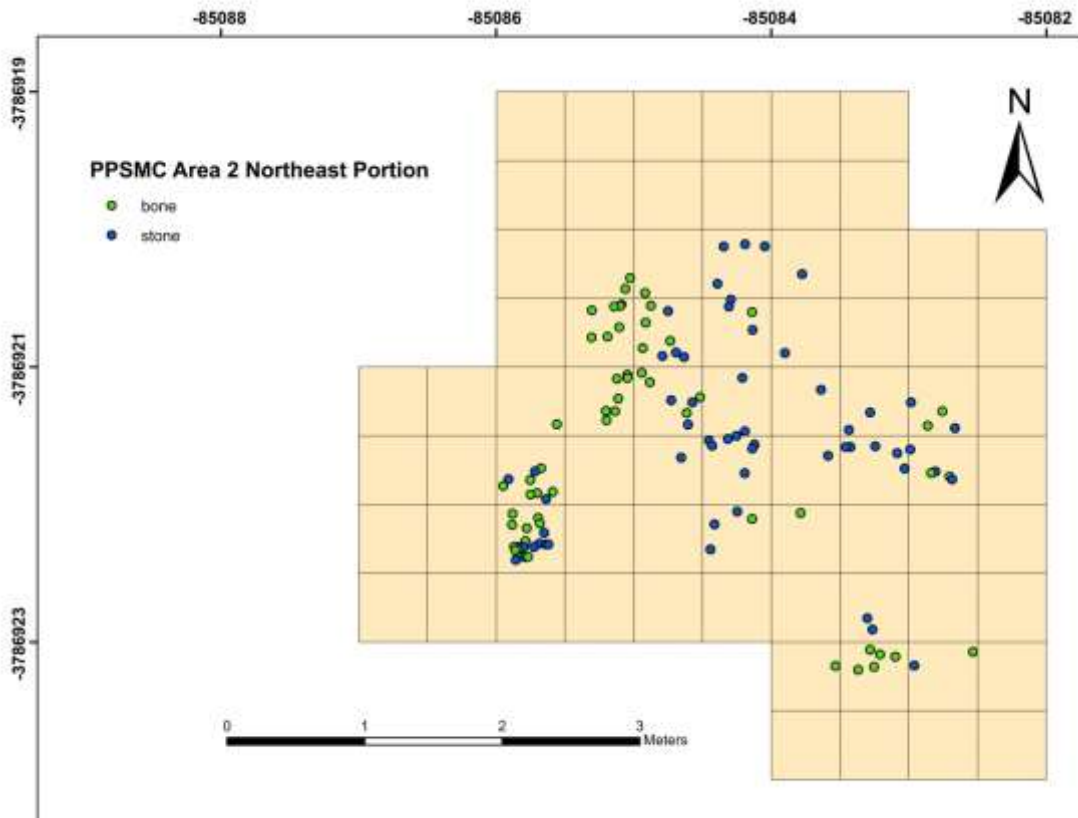 -85088 -85086 -85084 -85082
-3786919
N
PPSMC Area 2 Northeast Portion
bone
stone
-3786921
-3786923
0 1 2 3
Meters